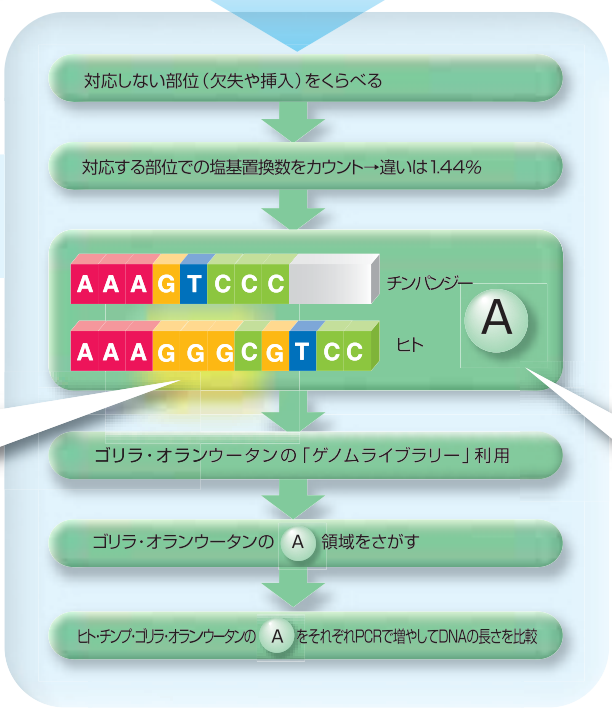 対応しない部位(欠失や挿入)をくらべる
対応する部位での塩基置換数をカウント→違いは1.44%
AAAGTCCC チンパンジー
A
AAAGGGCGTCC ヒト
ゴリラ・オランウータンの「ゲノムライブラリー」利用
ゴリラ・オランウータンの A 領域をさがす
ヒト・チンプ・ゴリラ・オランウータンの A をそれぞれPCRで増やしてDNAの長さを比較